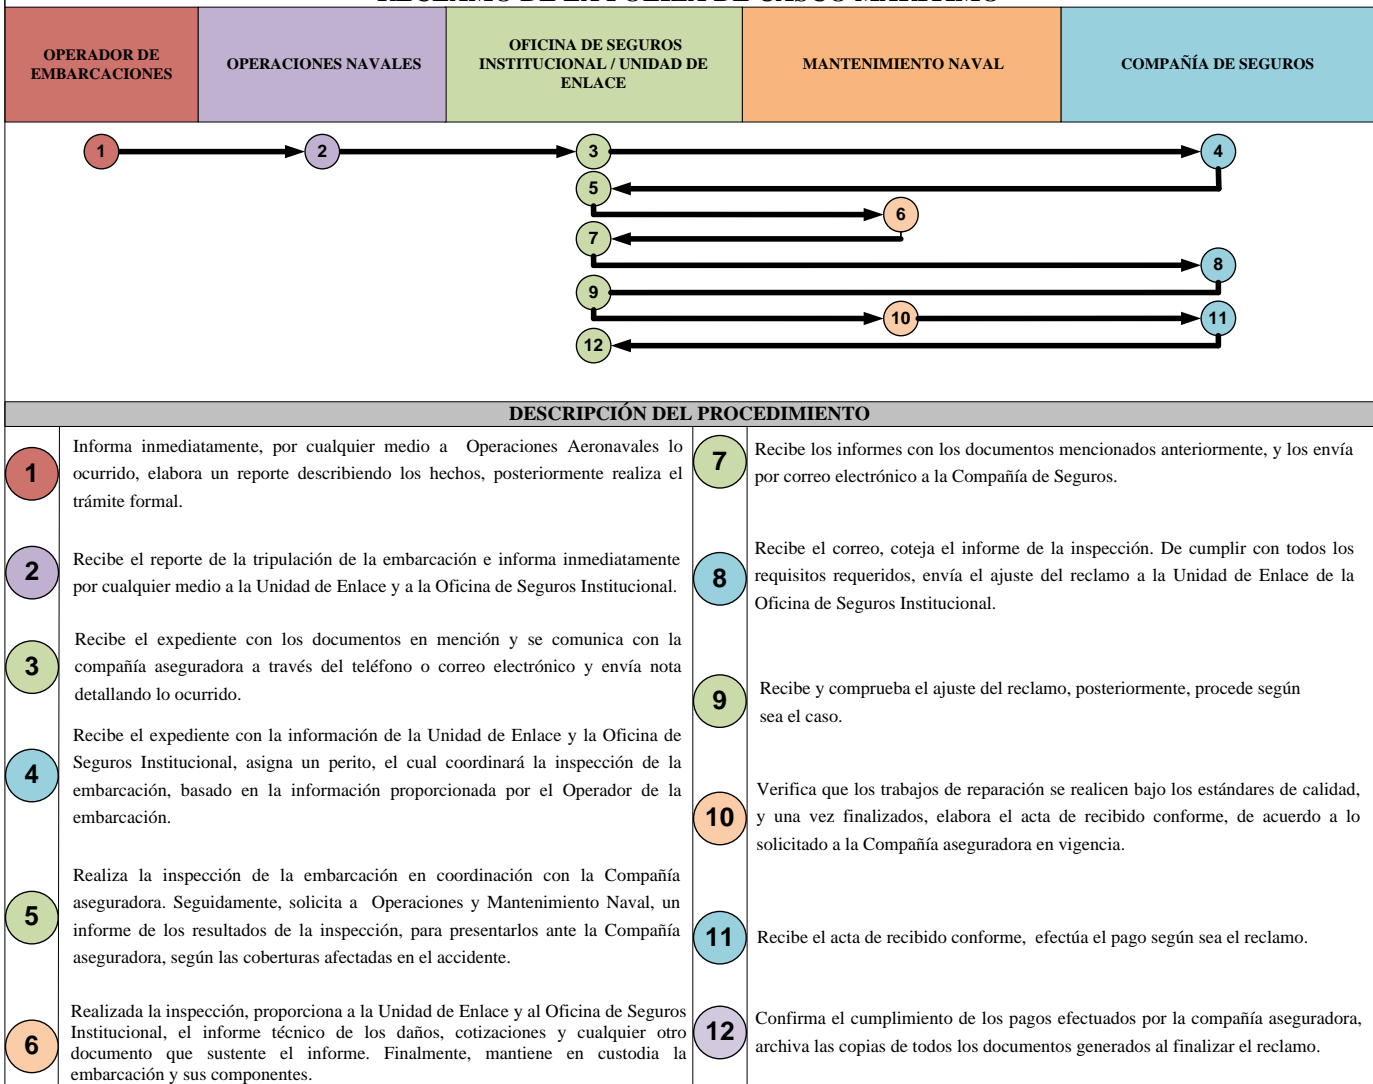 RECLAMO DE LA PÓLIZA DE CASCO MARÍTIMO
OPERADOR DE
EMBARCACIONES
OPERACIONES NAVALES
OFICINA DE SEGUROS
INSTITUCIONAL / UNIDAD DE
ENLACE
MANTENIMIENTO NAVAL
COMPAÑÍA DE SEGUROS
1
2
3
4
5
6
7
8
9
10
11
12
DESCRIPCIÓN DEL PROCEDIMIENTO
1
Informa inmediatamente, por cualquier medio a Operaciones Aeronavales lo
ocurrido, elabora un reporte describiendo los hechos, posteriormente realiza el
trámite formal.
2
Recibe el reporte de la tripulación de la embarcación e informa inmediatamente
por cualquier medio a la Unidad de Enlace y a la Oficina de Seguros Institucional.
3
Recibe el expediente con los documentos en mención y se comunica con la
compañía aseguradora a través del teléfono o correo electrónico y envía nota
detallando lo ocurrido.
4
Recibe el expediente con la información de la Unidad de Enlace y la Oficina de
Seguros Institucional, asigna un perito, el cual coordinará la inspección de la
embarcación, basado en la información proporcionada por el Operador de la
embarcación.
5
Realiza la inspección de la embarcación en coordinación con la Compañía
aseguradora. Seguidamente, solicita a Operaciones y Mantenimiento Naval, un
informe de los resultados de la inspección, para presentarlos ante la Compañía
aseguradora, según las coberturas afectadas en el accidente.
6
Realizada la inspección, proporciona a la Unidad de Enlace y al Oficina de Seguros
Institucional, el informe técnico de los daños, cotizaciones y cualquier otro
documento que sustente el informe. Finalmente, mantiene en custodia la
embarcación y sus componentes.
7
Recibe los informes con los documentos mencionados anteriormente, y los envía
por correo electrónico a la Compañía de Seguros.
8
Recibe el correo, coteja el informe de la inspección. De cumplir con todos los
requisitos requeridos, envía el ajuste del reclamo a la Unidad de Enlace de la
Oficina de Seguros Institucional.
9
Recibe y comprueba el ajuste del reclamo, posteriormente, procede según
sea el caso.
10
Verifica que los trabajos de reparación se realicen bajo los estándares de calidad,
y una vez finalizados, elabora el acta de recibido conforme, de acuerdo a lo
solicitado a la Compañía aseguradora en vigencia.
11
Recibe el acta de recibido conforme, efectúa el pago según sea el reclamo.
12
Confirma el cumplimiento de los pagos efectuados por la compañía aseguradora,
archiva las copias de todos los documentos generados al finalizar el reclamo.